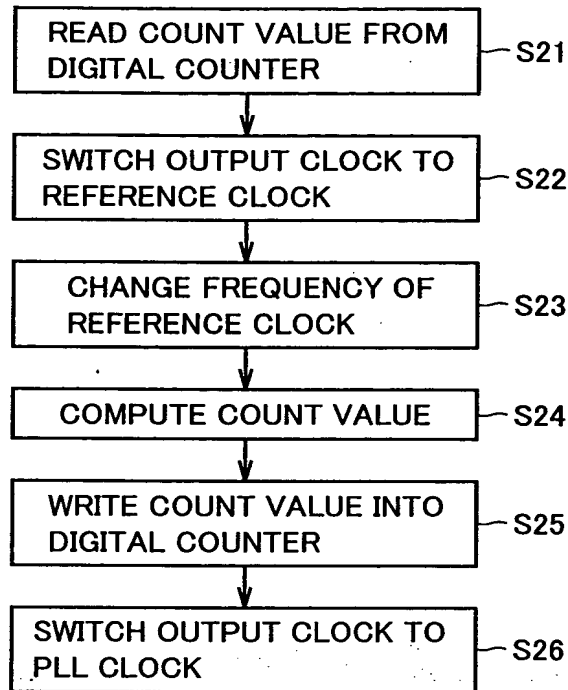 READ COUNT VALUE FROM
DIGITAL COUNTER
S21
SWITCH OUTPUT CLOCK TO
REFERENCE CLOCK
S22
CHANGE FREQUENCY OF
REFERENCE CLOCK
S23
COMPUTE COUNT VALUE
S24
WRITE COUNT VALUE INTO
DIGITAL COUNTER
S25
SWITCH OUTPUT CLOCK TO
PLL CLOCK
S26